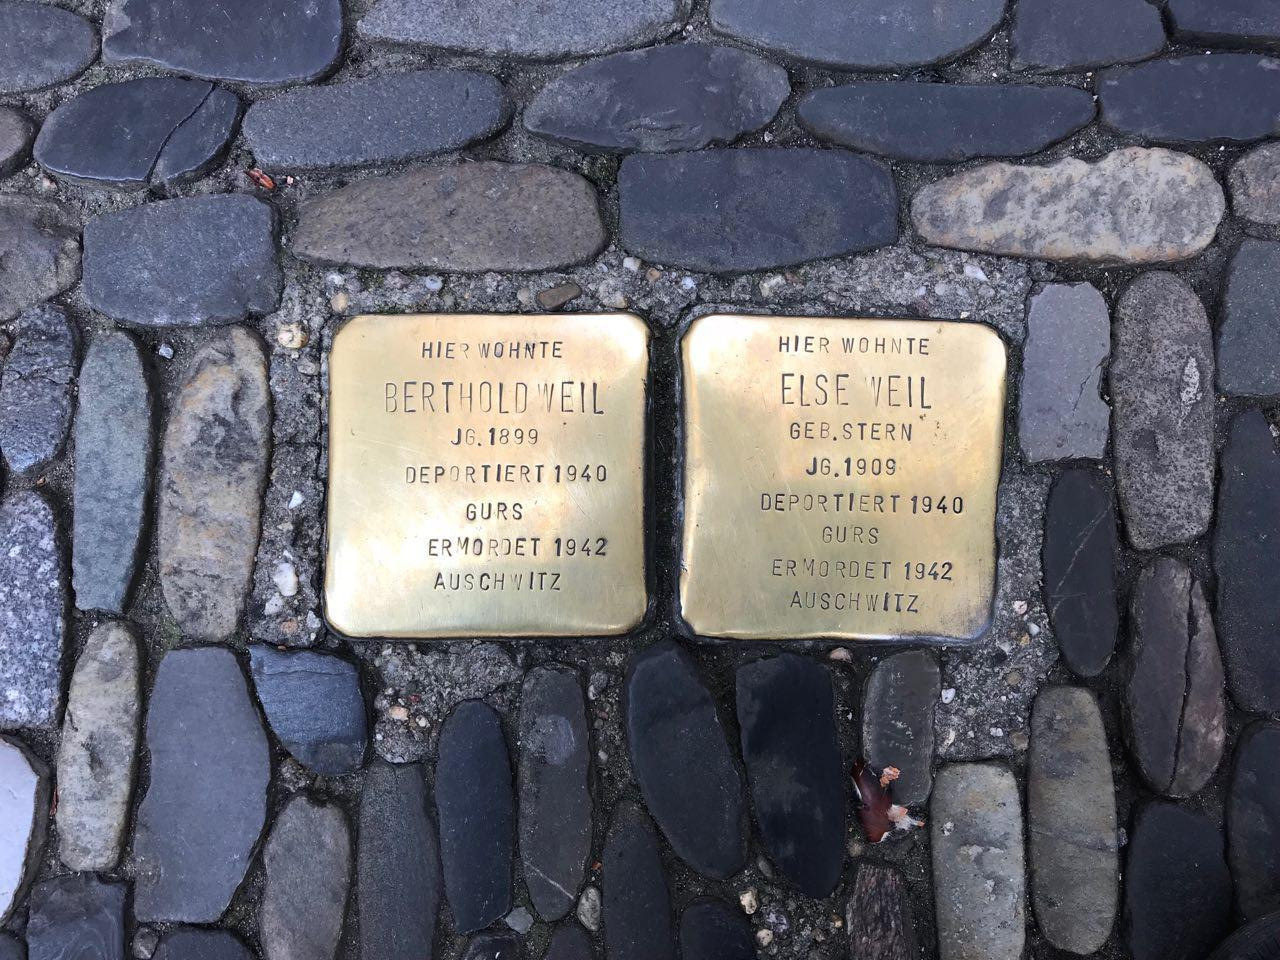 HIER WOHNTE
BERTHOLD WEIL
JG. 1899
DEPORTIERT 1940
GURS
ERMORDET 1942
AUSCHWITZ
HIER WOHNTE
ELSE WEIL
GEB. STERN
JG. 1909
DEPORTIERT 1940
GURS
ERMORDET 1942
AUSCHWITZ